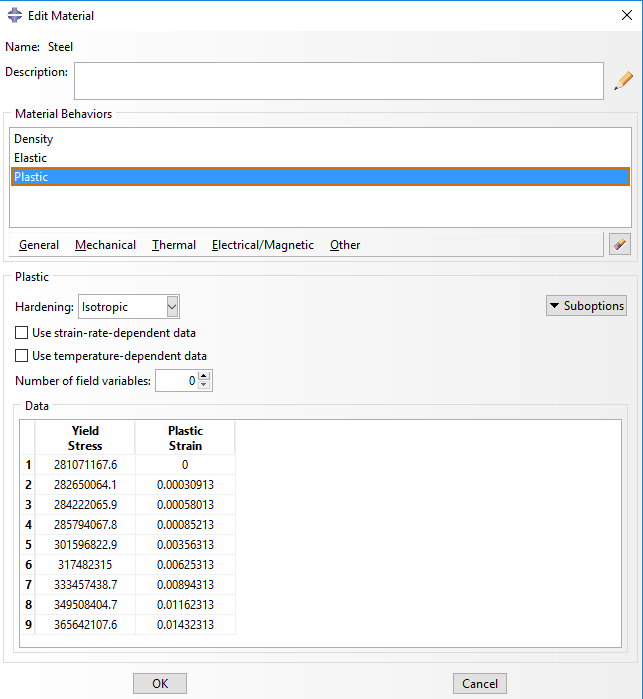 Edit Material
Name: Steel
Description:
Material Behaviors
Density
Elastic
Plastic
General Mechanical Thermal Electrical/Magnetic Other
Plastic
Hardening: Isotropic Suboptions
Use strain-rate-dependent data
Use temperature-dependent data
Number of field variables: 0
Data
Yield Plastic
Stress Strain
1 281071167.6 0
2 282650064.1 0.00030913
3 284222065.9 0.00058013
4 285794067.8 0.00085213
5 301596822.9 0.00356313
6 317482315 0.00625313
7 333457438.7 0.00894313
8 349508404.7 0.01162313
9 365642107.6 0.01432313
OK Cancel